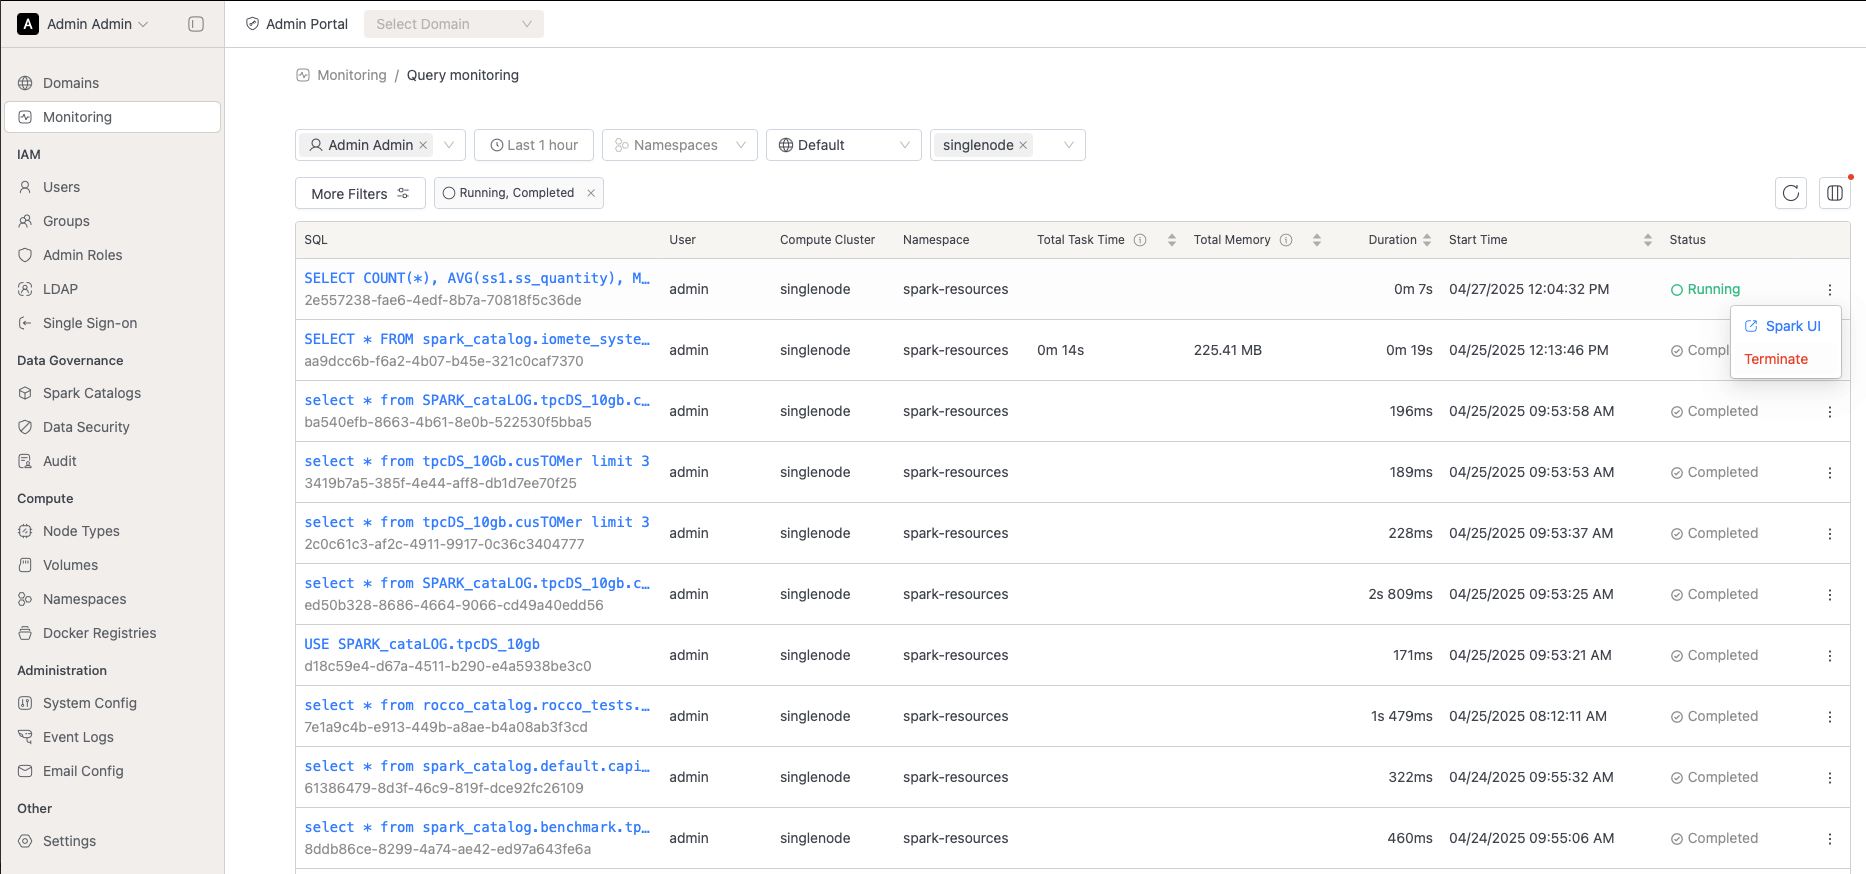 A Admin Admin
Admin Portal
Select Domain
Domains
Monitoring
IAM
Users
Groups
Admin Roles
LDAP
Single Sign-on
Data Governance
Spark Catalogs
Data Security
Audit
Compute
Node Types
Volumes
Namespaces
Docker Registries
Administration
System Config
Event Logs
Email Config
Other
Settings
Monitoring / Query monitoring
Admin Admin Last 1 hour Namespaces Default singlenode
More Filters Running, Completed
SQL User Compute Cluster Namespace Total Task Time Total Memory Duration Start Time Status
SELECT COUNT(*), AVG(ss1.ss_quantity), M…
2e557238-fae6-4edf-8b7a-70818f5c36de
admin singlenode spark-resources 0m 7s 04/27/2025 12:04:32 PM Running
Spark UI
Terminate
SELECT * FROM spark_catalog.iomete_syste…
aa9dcc6b-f6a2-4b07-b45e-321c0caf7370
admin singlenode spark-resources 0m 14s 225.41 MB 0m 19s 04/25/2025 12:13:46 PM Compl
select * from SPARK_cataLOG.tpcDS_10gb.c…
ba540efb-8663-4b61-8e0b-522530f5bba5
admin singlenode spark-resources 196ms 04/25/2025 09:53:58 AM Completed
select * from tpcDS_10Gb.cusTOMer limit 3
3419b7a5-385f-4e44-aff8-db1d7ee70f25
admin singlenode spark-resources 189ms 04/25/2025 09:53:53 AM Completed
select * from tpcDS_10gb.cusTOMer limit 3
2c0c61c3-af2c-4911-9917-0c36c3404777
admin singlenode spark-resources 228ms 04/25/2025 09:53:37 AM Completed
select * from SPARK_cataLOG.tpcDS_10gb.c…
ed50b328-8686-4664-9066-cd49a40edd56
admin singlenode spark-resources 2s 809ms 04/25/2025 09:53:25 AM Completed
USE SPARK_cataLOG.tpcDS_10gb
d18c59e4-d67a-4511-b290-e4a5938be3c0
admin singlenode spark-resources 171ms 04/25/2025 09:53:21 AM Completed
select * from rocco_catalog.rocco_tests.…
7e1a9c4b-e913-449b-a8ae-b4a08ab3f3cd
admin singlenode spark-resources 1s 479ms 04/25/2025 08:12:11 AM Completed
select * from spark_catalog.default.capi…
61386479-8d3f-46c9-819f-dce92fc26109
admin singlenode spark-resources 322ms 04/24/2025 09:55:32 AM Completed
select * from spark_catalog.benchmark.tp…
8ddb86ce-8299-4a74-ae42-ed97a643fe6a
admin singlenode spark-resources 460ms 04/24/2025 09:55:06 AM Completed